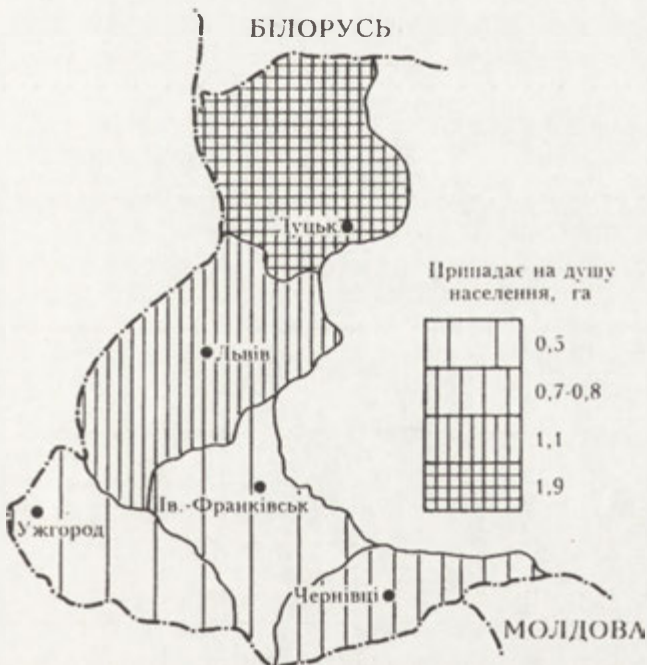 БІЛОРУСЬ
Луцьк
Припадає на душу
населення, га
0,5
Львів
0,7-0,8
1,1
1,9
Ів.-Франківськ
Ужгород
Чернівці
МОЛДОВА